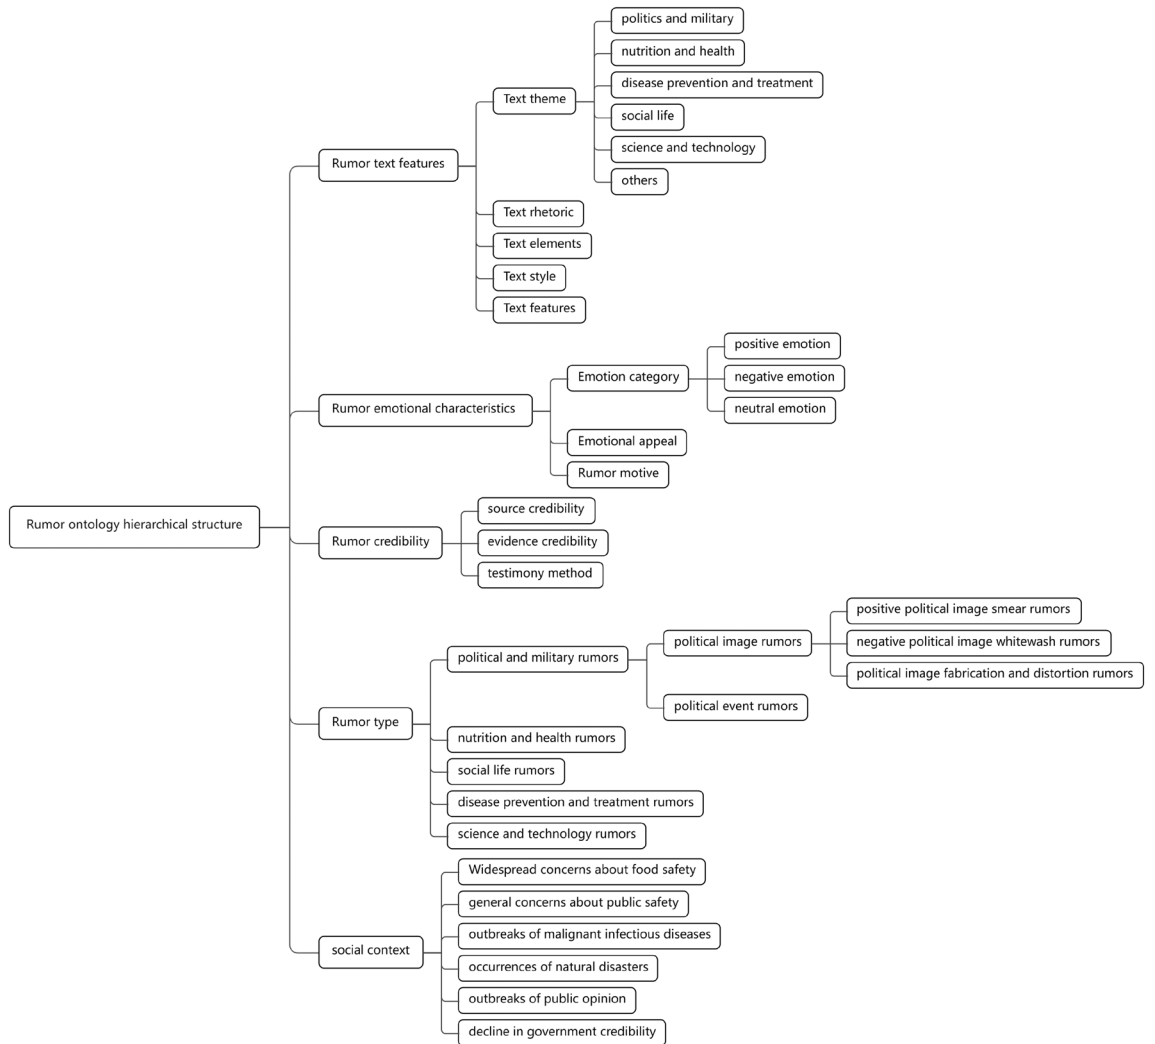 Rumor ontology hierarchical structure
Rumor text features
Text theme
politics and military
nutrition and health
disease prevention and treatment
social life
science and technology
others
Text rhetoric
Text elements
Text style
Text features
Rumor emotional characteristics
Emotion category
positive emotion
negative emotion
neutral emotion
Emotional appeal
Rumor motive
Rumor credibility
source credibility
evidence credibility
testimony method
Rumor type
political and military rumors
political image rumors
positive political image smear rumors
negative political image whitewash rumors
political image fabrication and distortion rumors
political event rumors
nutrition and health rumors
social life rumors
disease prevention and treatment rumors
science and technology rumors
social context
Widespread concerns about food safety
general concerns about public safety
outbreaks of malignant infectious diseases
occurrences of natural disasters
outbreaks of public opinion
decline in government credibility